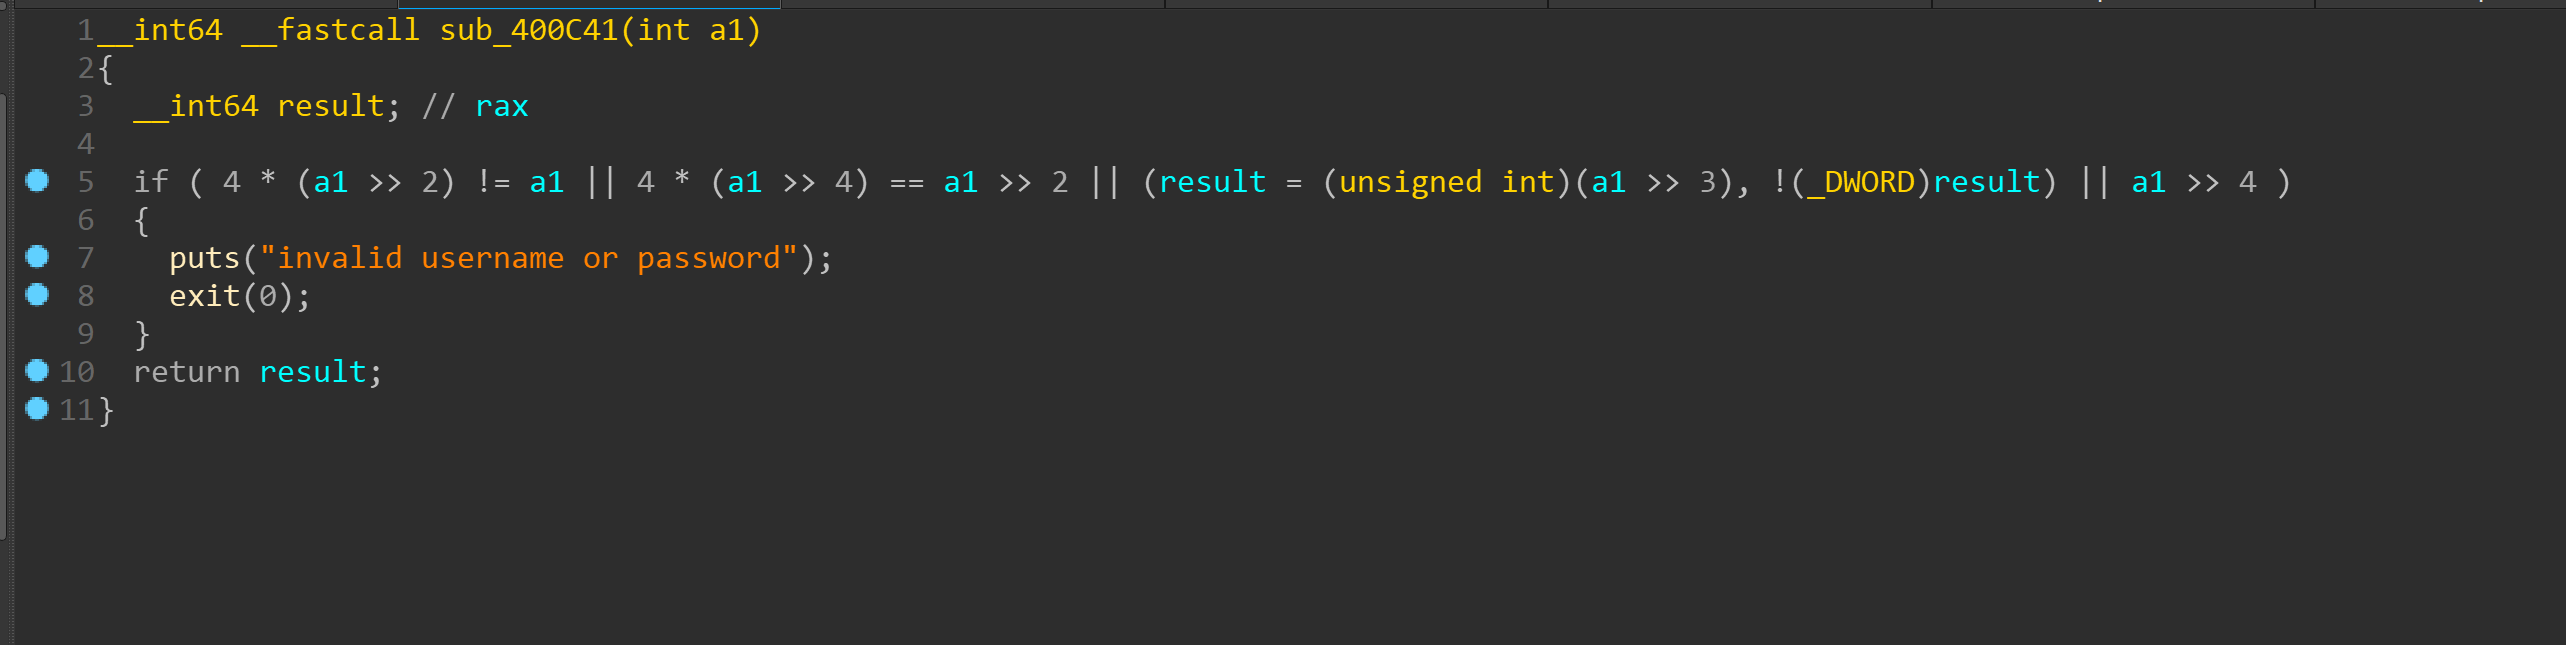 1 __int64 __fastcall sub_400C41(int a1)
2 {
3   __int64 result; // rax
4
5   if ( 4 * (a1 >> 2) != a1 || 4 * (a1 >> 4) == a1 >> 2 || (result = (unsigned int)(a1 >> 3), !(_DWORD)result) || a1 >> 4 )
6   {
7     puts("invalid username or password");
8     exit(0);
9   }
10   return result;
11 }